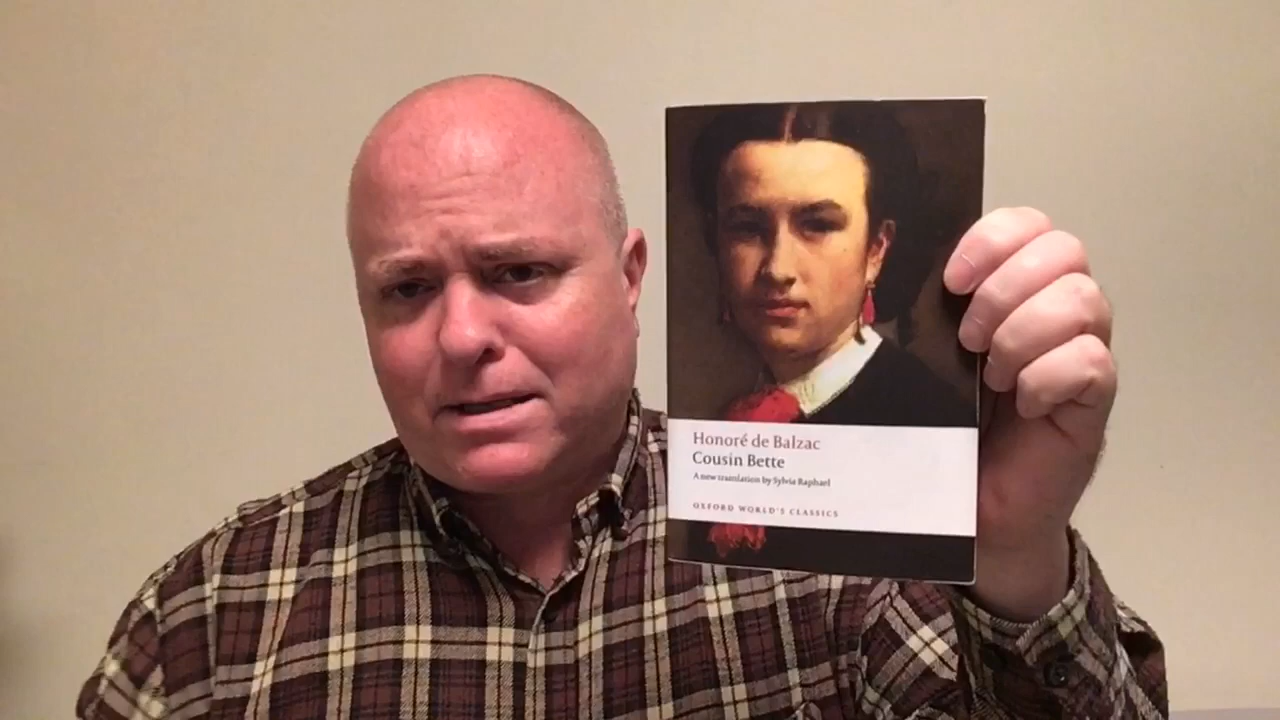 Honoré de Balzac
Cousin Bette
A new translation by Sylvia Raphael
OXFORD WORLD'S CLASSICS